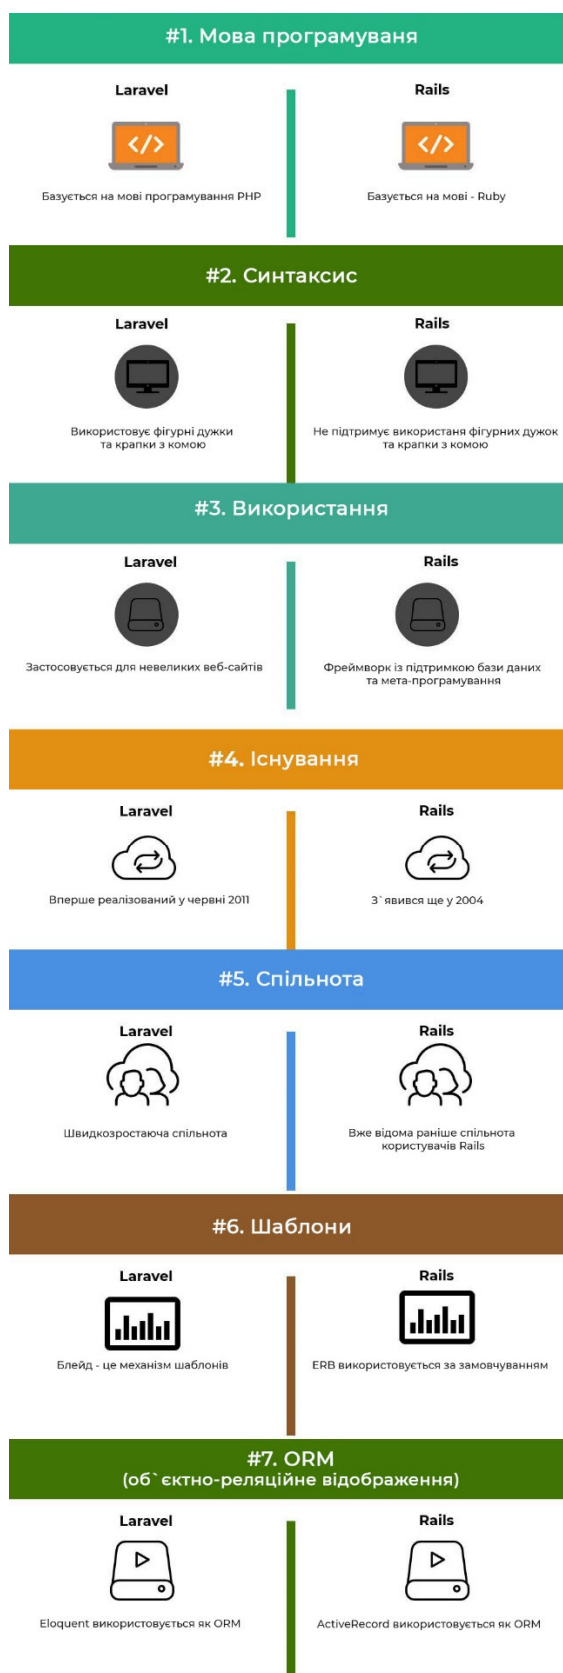 #1. Мова програмуваня
Laravel
Rails
</>
</>
Базується на мові програмування PHP
Базується на мові - Ruby
#2. Синтаксис
Laravel
Rails
Використовує фігурні дужки
та крапки з комою
Не підтримує використаня фігурних дужок
та крапки з комою
#3. Використання
Laravel
Rails
Застосовується для невеликих веб-сайтів
Фреймворк із підтримкою бази даних
та мета-програмування
#4. Існування
Laravel
Rails
Вперше реалізований у червні 2011
З`явився ще у 2004
#5. Спільнота
Laravel
Rails
Швидкозростаюча спільнота
Вже відома раніше спільнота
користувачів Rails
#6. Шаблони
Laravel
Rails
Блейд - це механізм шаблонів
ERB використовується за замовчуванням
#7. ORM
(об`єктно-реляційне відображення)
Laravel
Rails
Eloquent використовується як ORM
ActiveRecord використовується як ORM